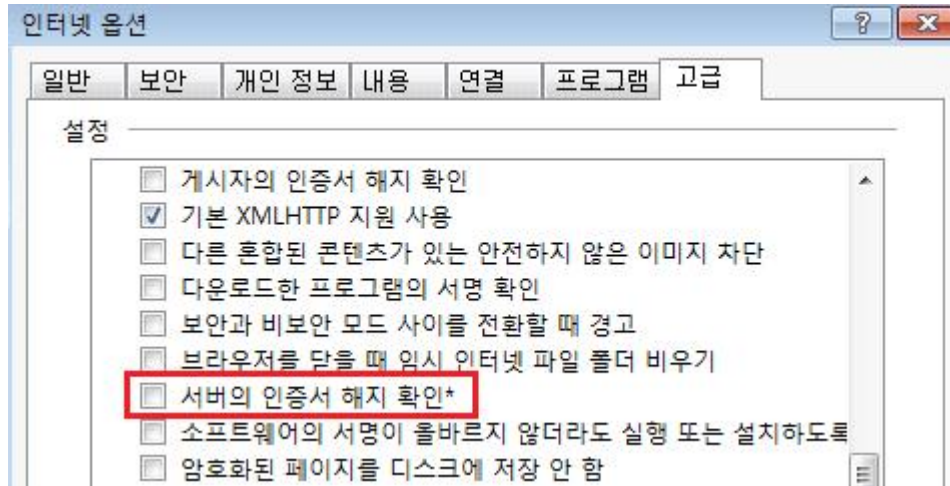 인터넷 옵션
일반 보안 개인 정보 내용 연결 프로그램 고급
설정
게시자의 인증서 해지 확인
기본 XMLHTTP 지원 사용
다른 혼합된 콘텐츠가 있는 안전하지 않은 이미지 차단
다운로드한 프로그램의 서명 확인
보안과 비보안 모드 사이를 전환할 때 경고
브라우저를 닫을 때 임시 인터넷 파일 폴더 비우기
서버의 인증서 해지 확인*
소프트웨어의 서명이 올바르지 않더라도 실행 또는 설치하도록
암호화된 페이지를 디스크에 저장 안 함